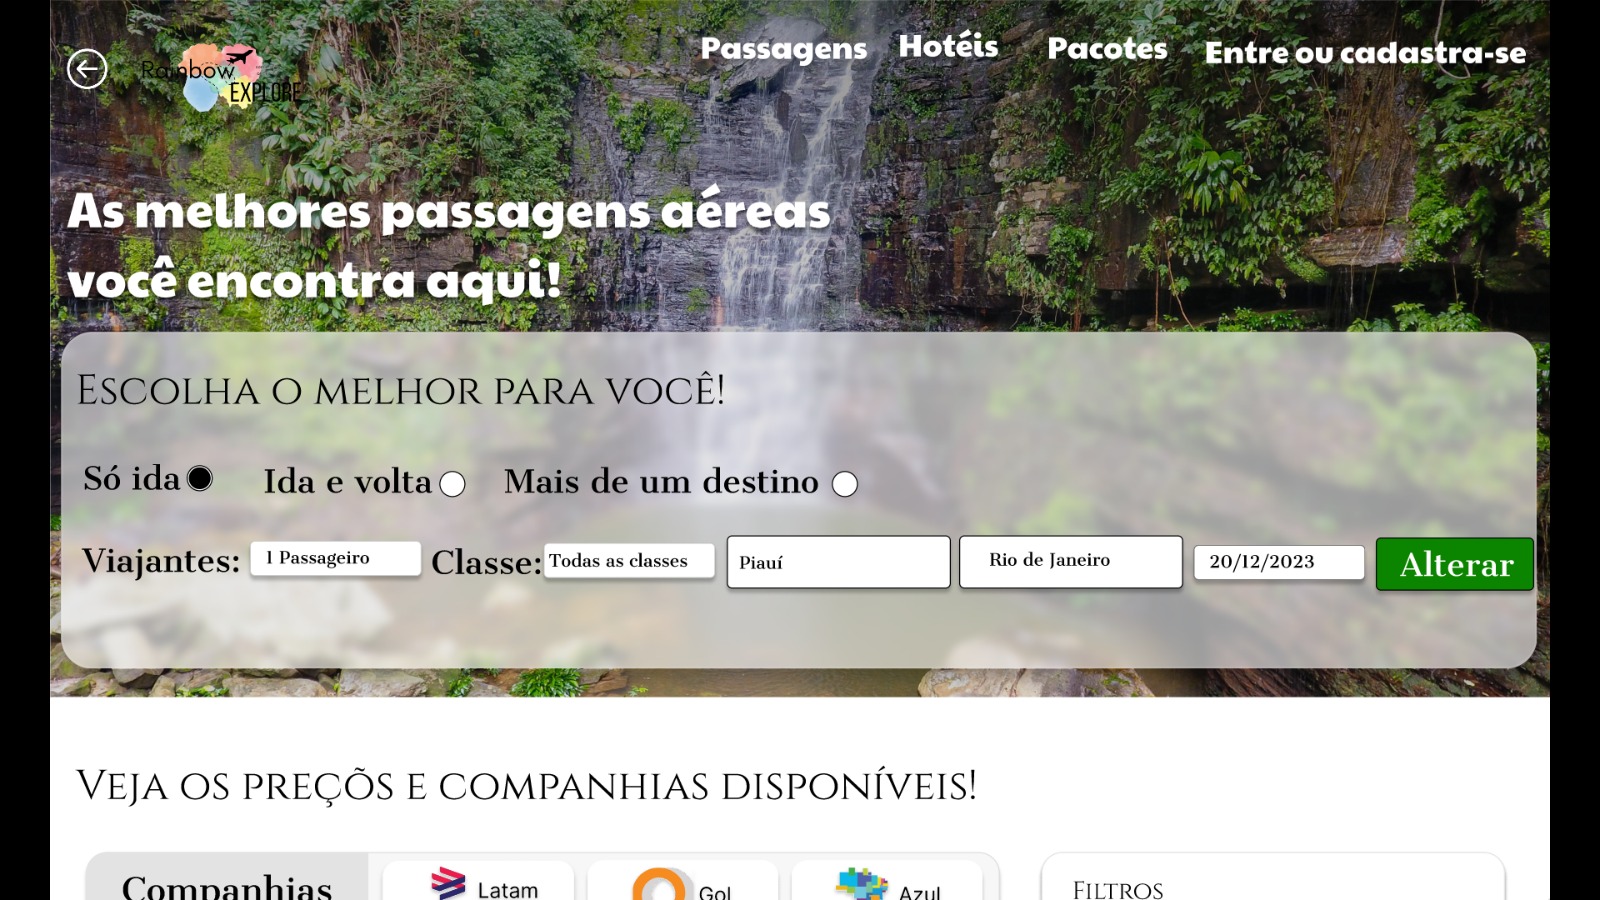 Rainbow
EXPLORE
Passagens
Hotéis
Pacotes
Entre ou cadastra-se
As melhores passagens aéreas
você encontra aqui!
Escolha o melhor para você!
Só ida
Ida e volta
Mais de um destino
Viajantes:
1 Passageiro
Classe:
Todas as classes
Piauí
Rio de Janeiro
20/12/2023
Alterar
Veja os preçõs e companhias disponíveis!
Companhias
Latam
Gol
Azul
Filtros